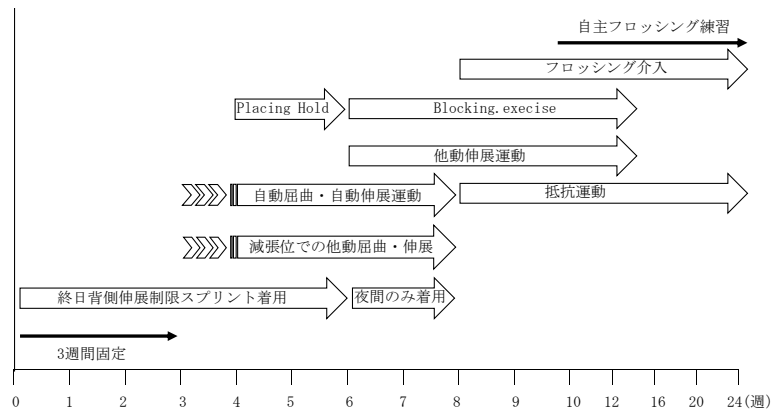 自主フロッシング練習
フロッシング介入
Placing Hold Blocking.execise
他動伸展運動
自動屈曲・自動伸展運動 抵抗運動
減張位での他動屈曲・伸展
終日背側伸展制限スプリント着用 夜間のみ着用
3週間固定
0 1 2 3 4 5 6 7 8 9 10 12 16 20 24(週)